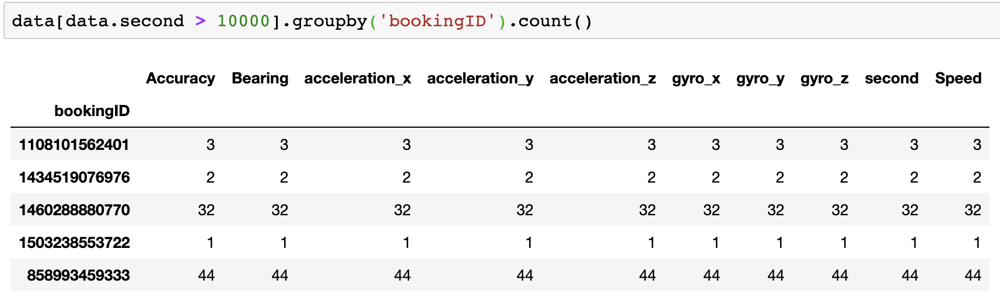 data[data.second > 10000].groupby('bookingID').count()
Accuracy Bearing acceleration_x acceleration_y acceleration_z gyro_x gyro_y gyro_z second Speed
bookingID
1108101562401 3 3 3 3 3 3 3 3 3 3
1434519076976 2 2 2 2 2 2 2 2 2 2
1460288880770 32 32 32 32 32 32 32 32 32 32
1503238553722 1 1 1 1 1 1 1 1 1 1
858993459333 44 44 44 44 44 44 44 44 44 44